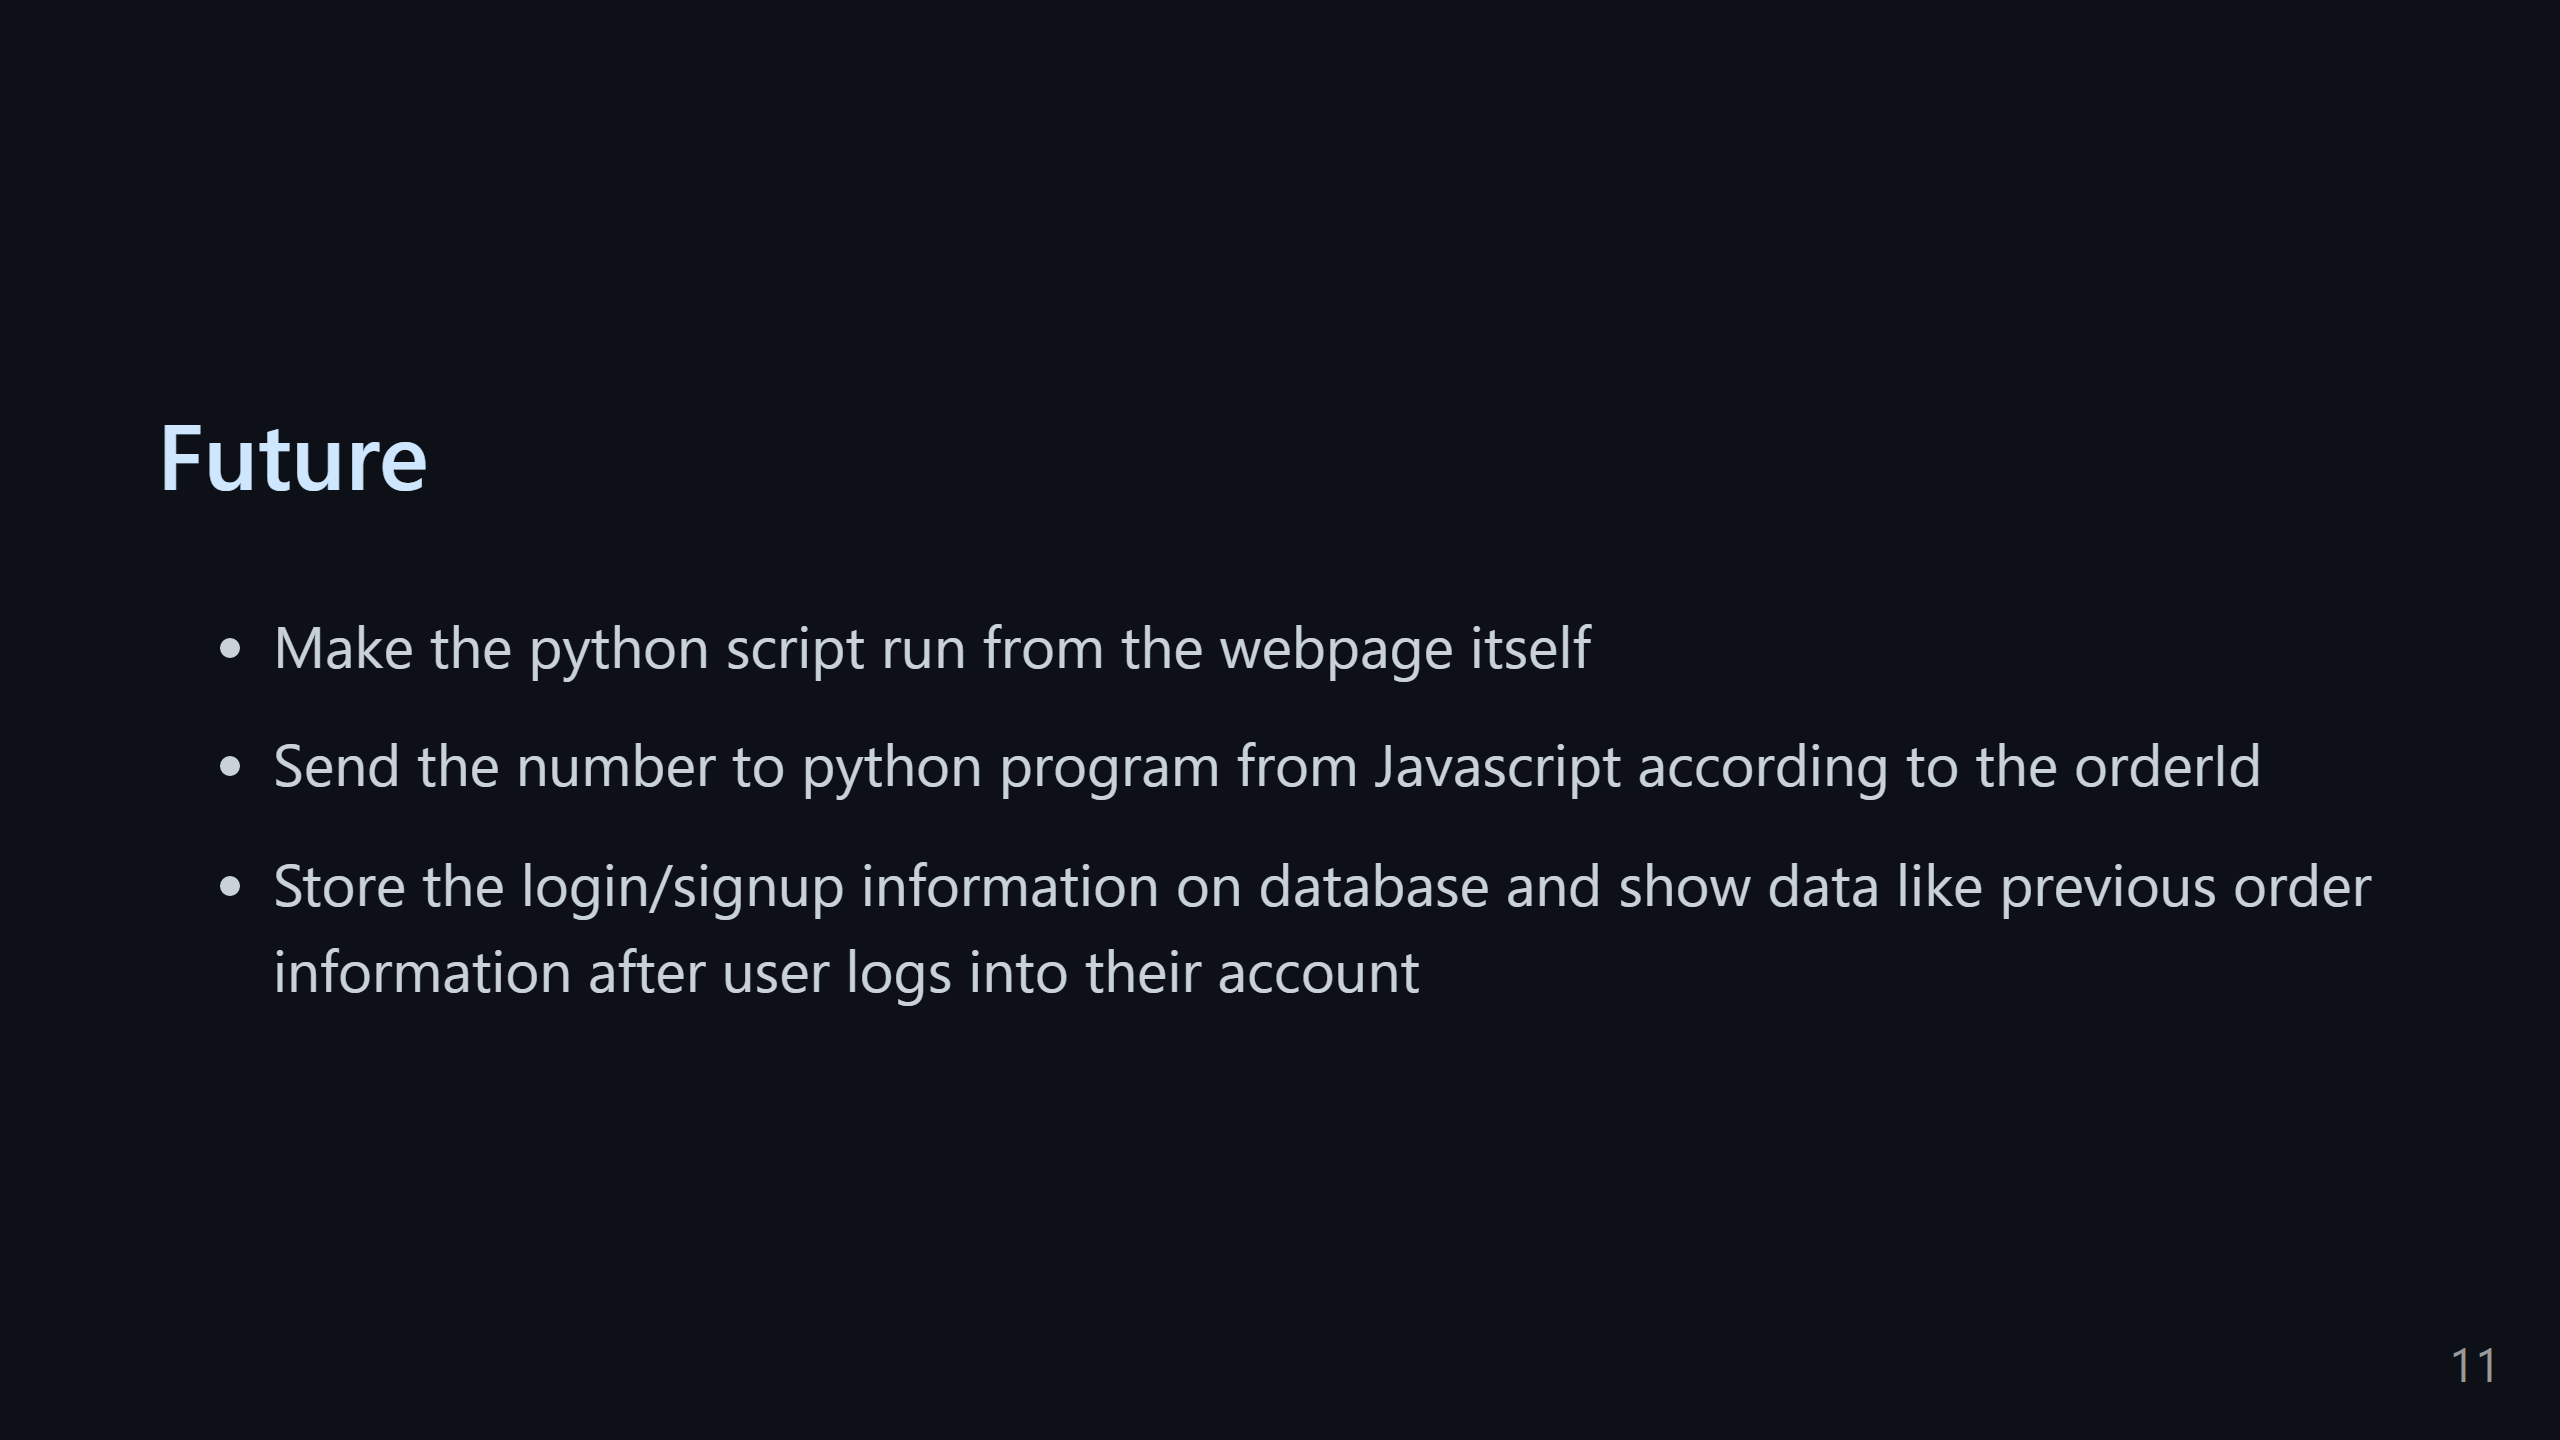 Future
• Make the python script run from the webpage itself
• Send the number to python program from Javascript according to the orderId
• Store the login/signup information on database and show data like previous order
information after user logs into their account
11